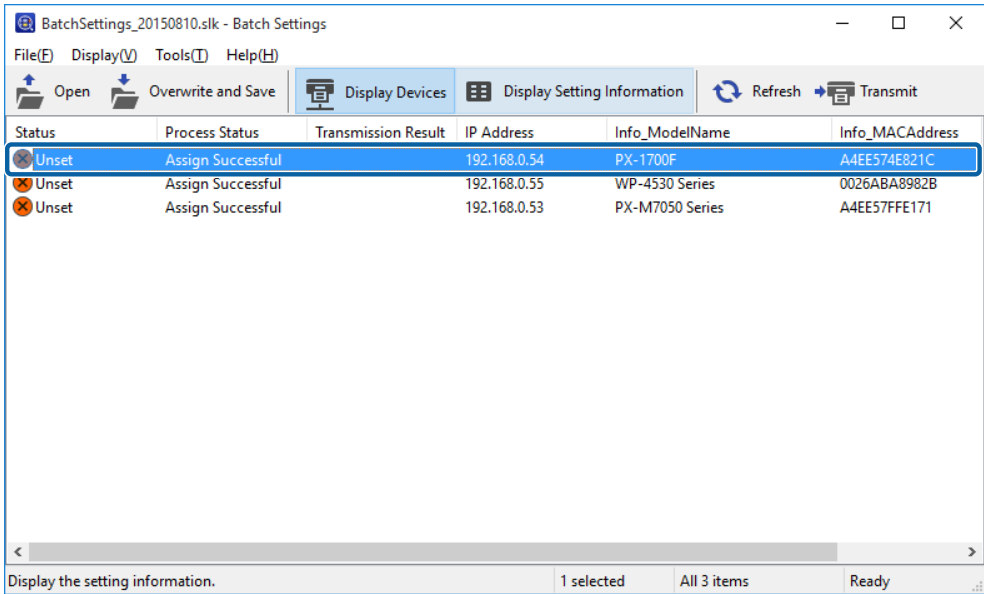 BatchSettings_20150810.slk - Batch Settings
File(F) Display(V) Tools(T) Help(H)
Open Overwrite and Save Display Devices Display Setting Information Refresh Transmit
Status Process Status Transmission Result IP Address Info_ModelName Info_MACAddress
Unset Assign Successful 192.168.0.54 PX-1700F A4EE574E821C
Unset Assign Successful 192.168.0.55 WP-4530 Series 0026ABA8982B
Unset Assign Successful 192.168.0.53 PX-M7050 Series A4EE57FFE171
Display the setting information. 1 selected All 3 items Ready